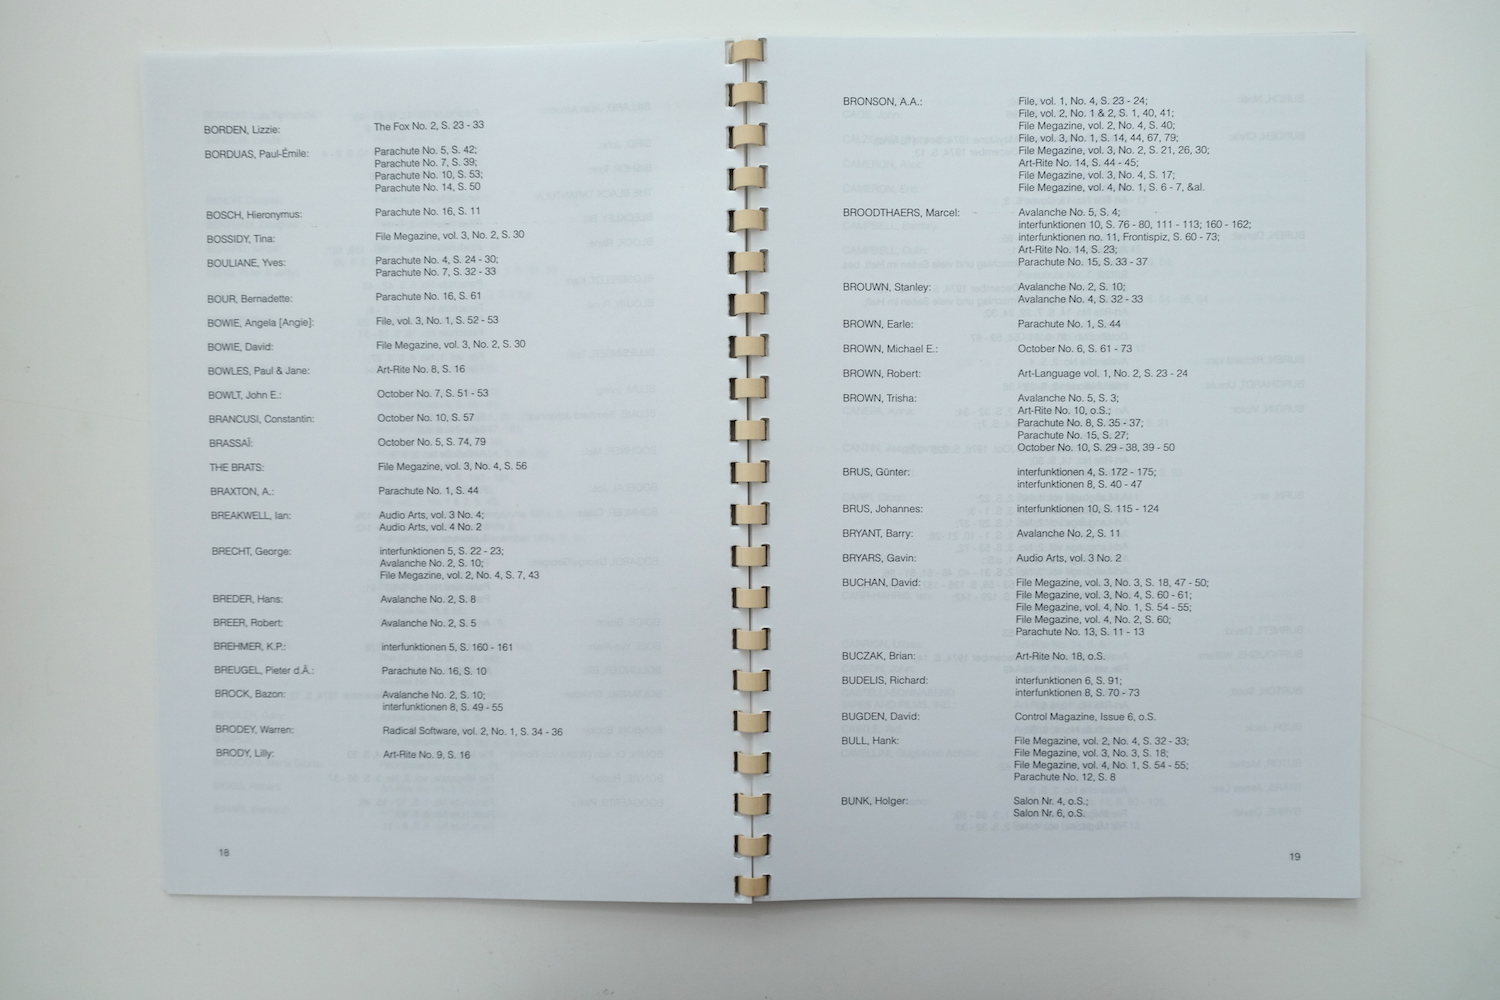 BORDEN, Lizzie: The Fox No. 2, S. 23 - 33
BORDUAS, Paul-Émile: Parachute No. 5, S. 42;
Parachute No. 7, S. 39;
Parachute No. 10, S. 53;
Parachute No. 14, S. 50
BOSCH, Hieronymus: Parachute No. 16, S. 11
BOSSIDY, Tina: File Megazine, vol. 3, No. 2, S. 30
BOULIANE, Yves: Parachute No. 4, S. 24 - 30;
Parachute No. 7, S. 32 - 33
BOUR, Bernadette: Parachute No. 16, S. 61
BOWIE, Angela [Angie]: File, vol. 3, No. 1, S. 52 - 53
BOWIE, David: File Megazine, vol. 3, No. 2, S. 30
BOWLES, Paul & Jane: Art-Rite No. 8, S. 16
BOWLT, John E.: October No. 7, S. 51 - 53
BRANCUSI, Constantin: October No. 10, S. 57
BRASSAÏ: October No. 5, S. 74, 79
THE BRATS: File Megazine, vol. 3, No. 4, S. 56
BRAXTON, A.: Parachute No. 1, S. 44
BREAKWELL, Ian: Audio Arts, vol. 3 No. 4;
Audio Arts, vol. 4 No. 2
BRECHT, George: interfunktionen 5, S. 22 - 23;
Avalanche No. 2, S. 10;
File Megazine, vol. 2, No. 4, S. 7, 43
BREDER, Hans: Avalanche No. 2, S. 8
BREER, Robert: Avalanche No. 2, S. 5
BREHMER, K.P.: interfunktionen 5, S. 160 - 161
BREUGEL, Pieter d.Ä.: Parachute No. 16, S. 10
BROCK, Bazon: Avalanche No. 2, S. 10;
interfunktionen 8, S. 49 - 55
BRODEY, Warren: Radical Software, vol. 2, No. 1, S. 34 - 36
BRODY, Lilly: Art-Rite No. 9, S. 16
18
BRONSON, A.A.: File, vol. 1, No. 4, S. 23 - 24;
File, vol. 2, No. 1 & 2, S. 1, 40, 41;
File Megazine, vol. 2, No. 4, S. 40;
File, vol. 3, No. 1, S. 14, 44, 67, 79;
File Megazine, vol. 3, No. 2, S. 21, 26, 30;
Art-Rite No. 14, S. 44 - 45;
File Megazine, vol. 3, No. 4, S. 17;
File Megazine, vol. 4, No. 1, S. 6 - 7, &al.
BROODTHAERS, Marcel: Avalanche No. 5, S. 4;
interfunktionen 10, S. 76 - 80, 111 - 113; 160 - 162;
interfunktionen no. 11, Frontispiz, S. 60 - 73;
Art-Rite No. 14, S. 23;
Parachute No. 15, S. 33 - 37
BROUWN, Stanley: Avalanche No. 2, S. 10;
Avalanche No. 4, S. 32 - 33
BROWN, Earle: Parachute No. 1, S. 44
BROWN, Michael E.: October No. 6, S. 61 - 73
BROWN, Robert: Art-Language vol. 1, No. 2, S. 23 - 24
BROWN, Trisha: Avalanche No. 5, S. 3;
Art-Rite No. 10, o.S.;
Parachute No. 8, S. 35 - 37;
Parachute No. 15, S. 27;
October No. 10, S. 29 - 38, 39 - 50
BRUS, Günter: interfunktionen 4, S. 172 - 175;
interfunktionen 8, S. 40 - 47
BRUS, Johannes: interfunktionen 10, S. 115 - 124
BRYANT, Barry: Avalanche No. 2, S. 11
BRYARS, Gavin: Audio Arts, vol. 3 No. 2
BUCHAN, David: File Megazine, vol. 3, No. 3, S. 18, 47 - 50;
File Megazine, vol. 3, No. 4, S. 60 - 61;
File Megazine, vol. 4, No. 1, S. 54 - 55;
File Megazine, vol. 4, No. 2, S. 60;
Parachute No. 13, S. 11 - 13
BUCZAK, Brian: Art-Rite No. 18, o.S.
BUDELIS, Richard: interfunktionen 6, S. 91;
interfunktionen 8, S. 70 - 73
BUGDEN, David: Control Magazine, Issue 6, o.S.
BULL, Hank: File Megazine, vol. 2, No. 4, S. 32 - 33;
File Megazine, vol. 3, No. 3, S. 18;
File Megazine, vol. 4, No. 1, S. 54 - 55;
Parachute No. 12, S. 8
BUNK, Holger: Salon Nr. 4, o.S.;
Salon Nr. 6, o.S.
19